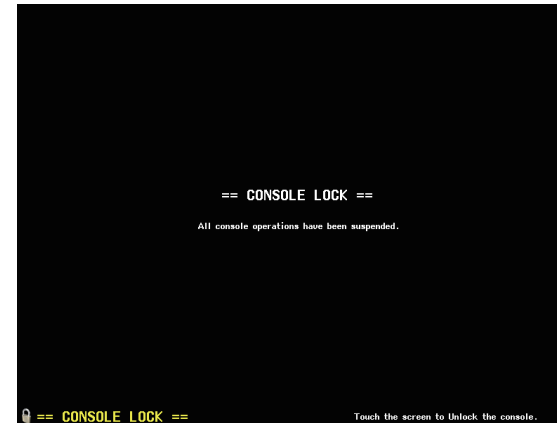 == CONSOLE LOCK ==
All console operations have been suspended.
== CONSOLE LOCK ==
Touch the screen to Unlock the console.